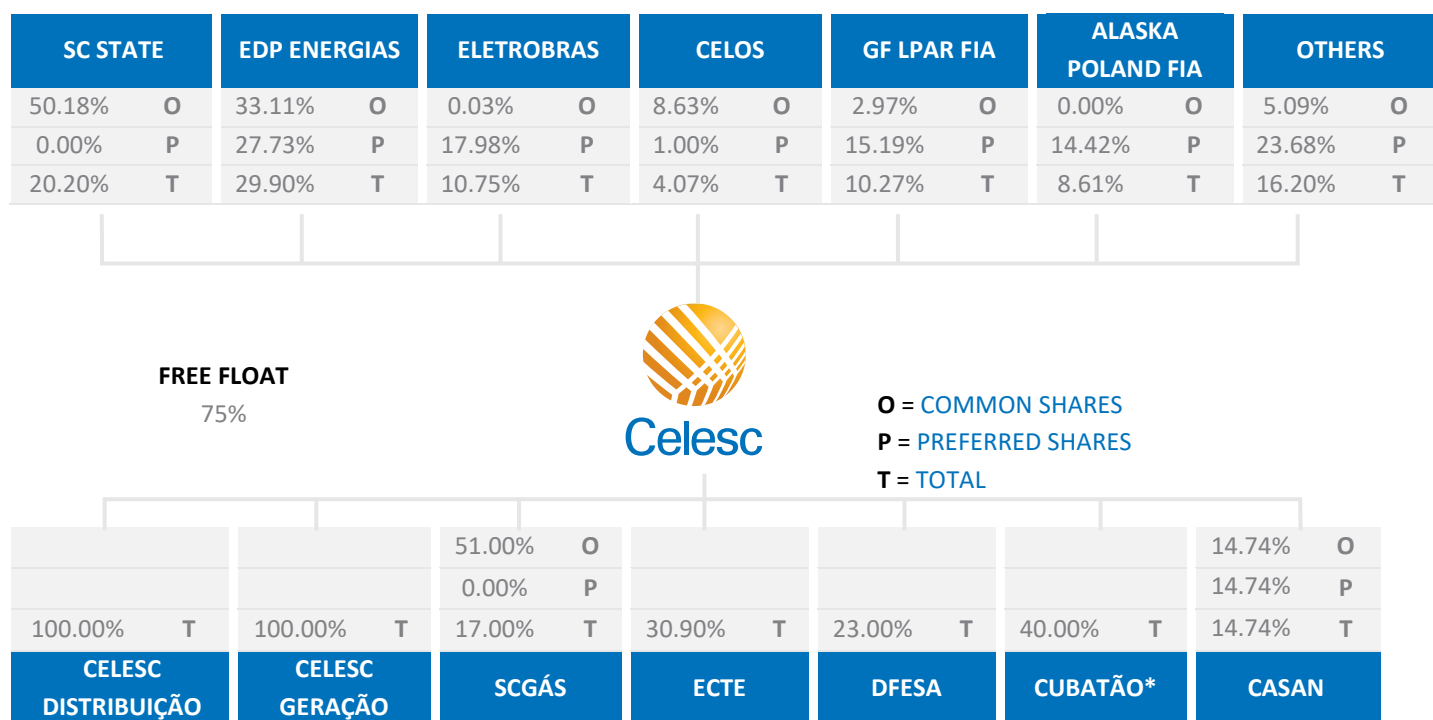 SC STATE EDP ENERGIAS ELETROBRAS CELOS GF LPAR FIA ALASKA POLAND FIA OTHERS
50.18% O 33.11% O 0.03% O 8.63% O 2.97% O 0.00% O 5.09% O
0.00% P 27.73% P 17.98% P 1.00% P 15.19% P 14.42% P 23.68% P
20.20% T 29.90% T 10.75% T 4.07% T 10.27% T 8.61% T 16.20% T
FREE FLOAT
75%
Celesc
O = COMMON SHARES
P = PREFERRED SHARES
T = TOTAL
51.00% O 14.74% O
0.00% P 14.74% P
100.00% T 100.00% T 17.00% T 30.90% T 23.00% T 40.00% T 14.74% T
CELESC DISTRIBUIÇÃO CELESC GERAÇÃO SCGÁS ECTE DFESA CUBATÃO* CASAN